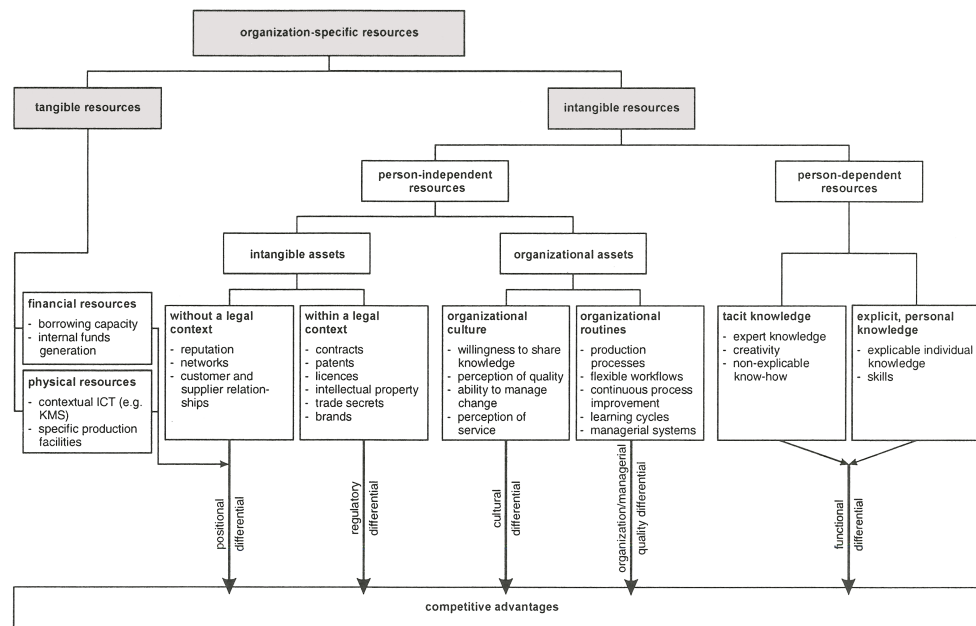 organization-specific resources
tangible resources
intangible resources
person-independent
resources
person-dependent
resources
intangible assets
organizational assets
financial resources
- borrowing capacity
- internal funds
generation
physical resources
- contextual ICT (e.g.
KMS)
- specific production
facilities
without a legal
context
- reputation
- networks
- customer and
supplier relation-
ships
within a legal
context
- contracts
- patents
- licences
- intellectual property
- trade secrets
- brands
organizational
culture
- willingness to share
knowledge
- perception of quality
- ability to manage
change
- perception of
service
organizational
routines
- production
processes
- flexible workflows
- continuous process
improvement
- learning cycles
- managerial systems
tacit knowledge
- expert knowledge
- creativity
- non-explicable
know-how
explicit, personal
knowledge
- explicable individual
knowledge
- skills
positional
differential
regulatory
differential
cultural
differential
organization/managerial
quality differential
functional
differential
competitive advantages